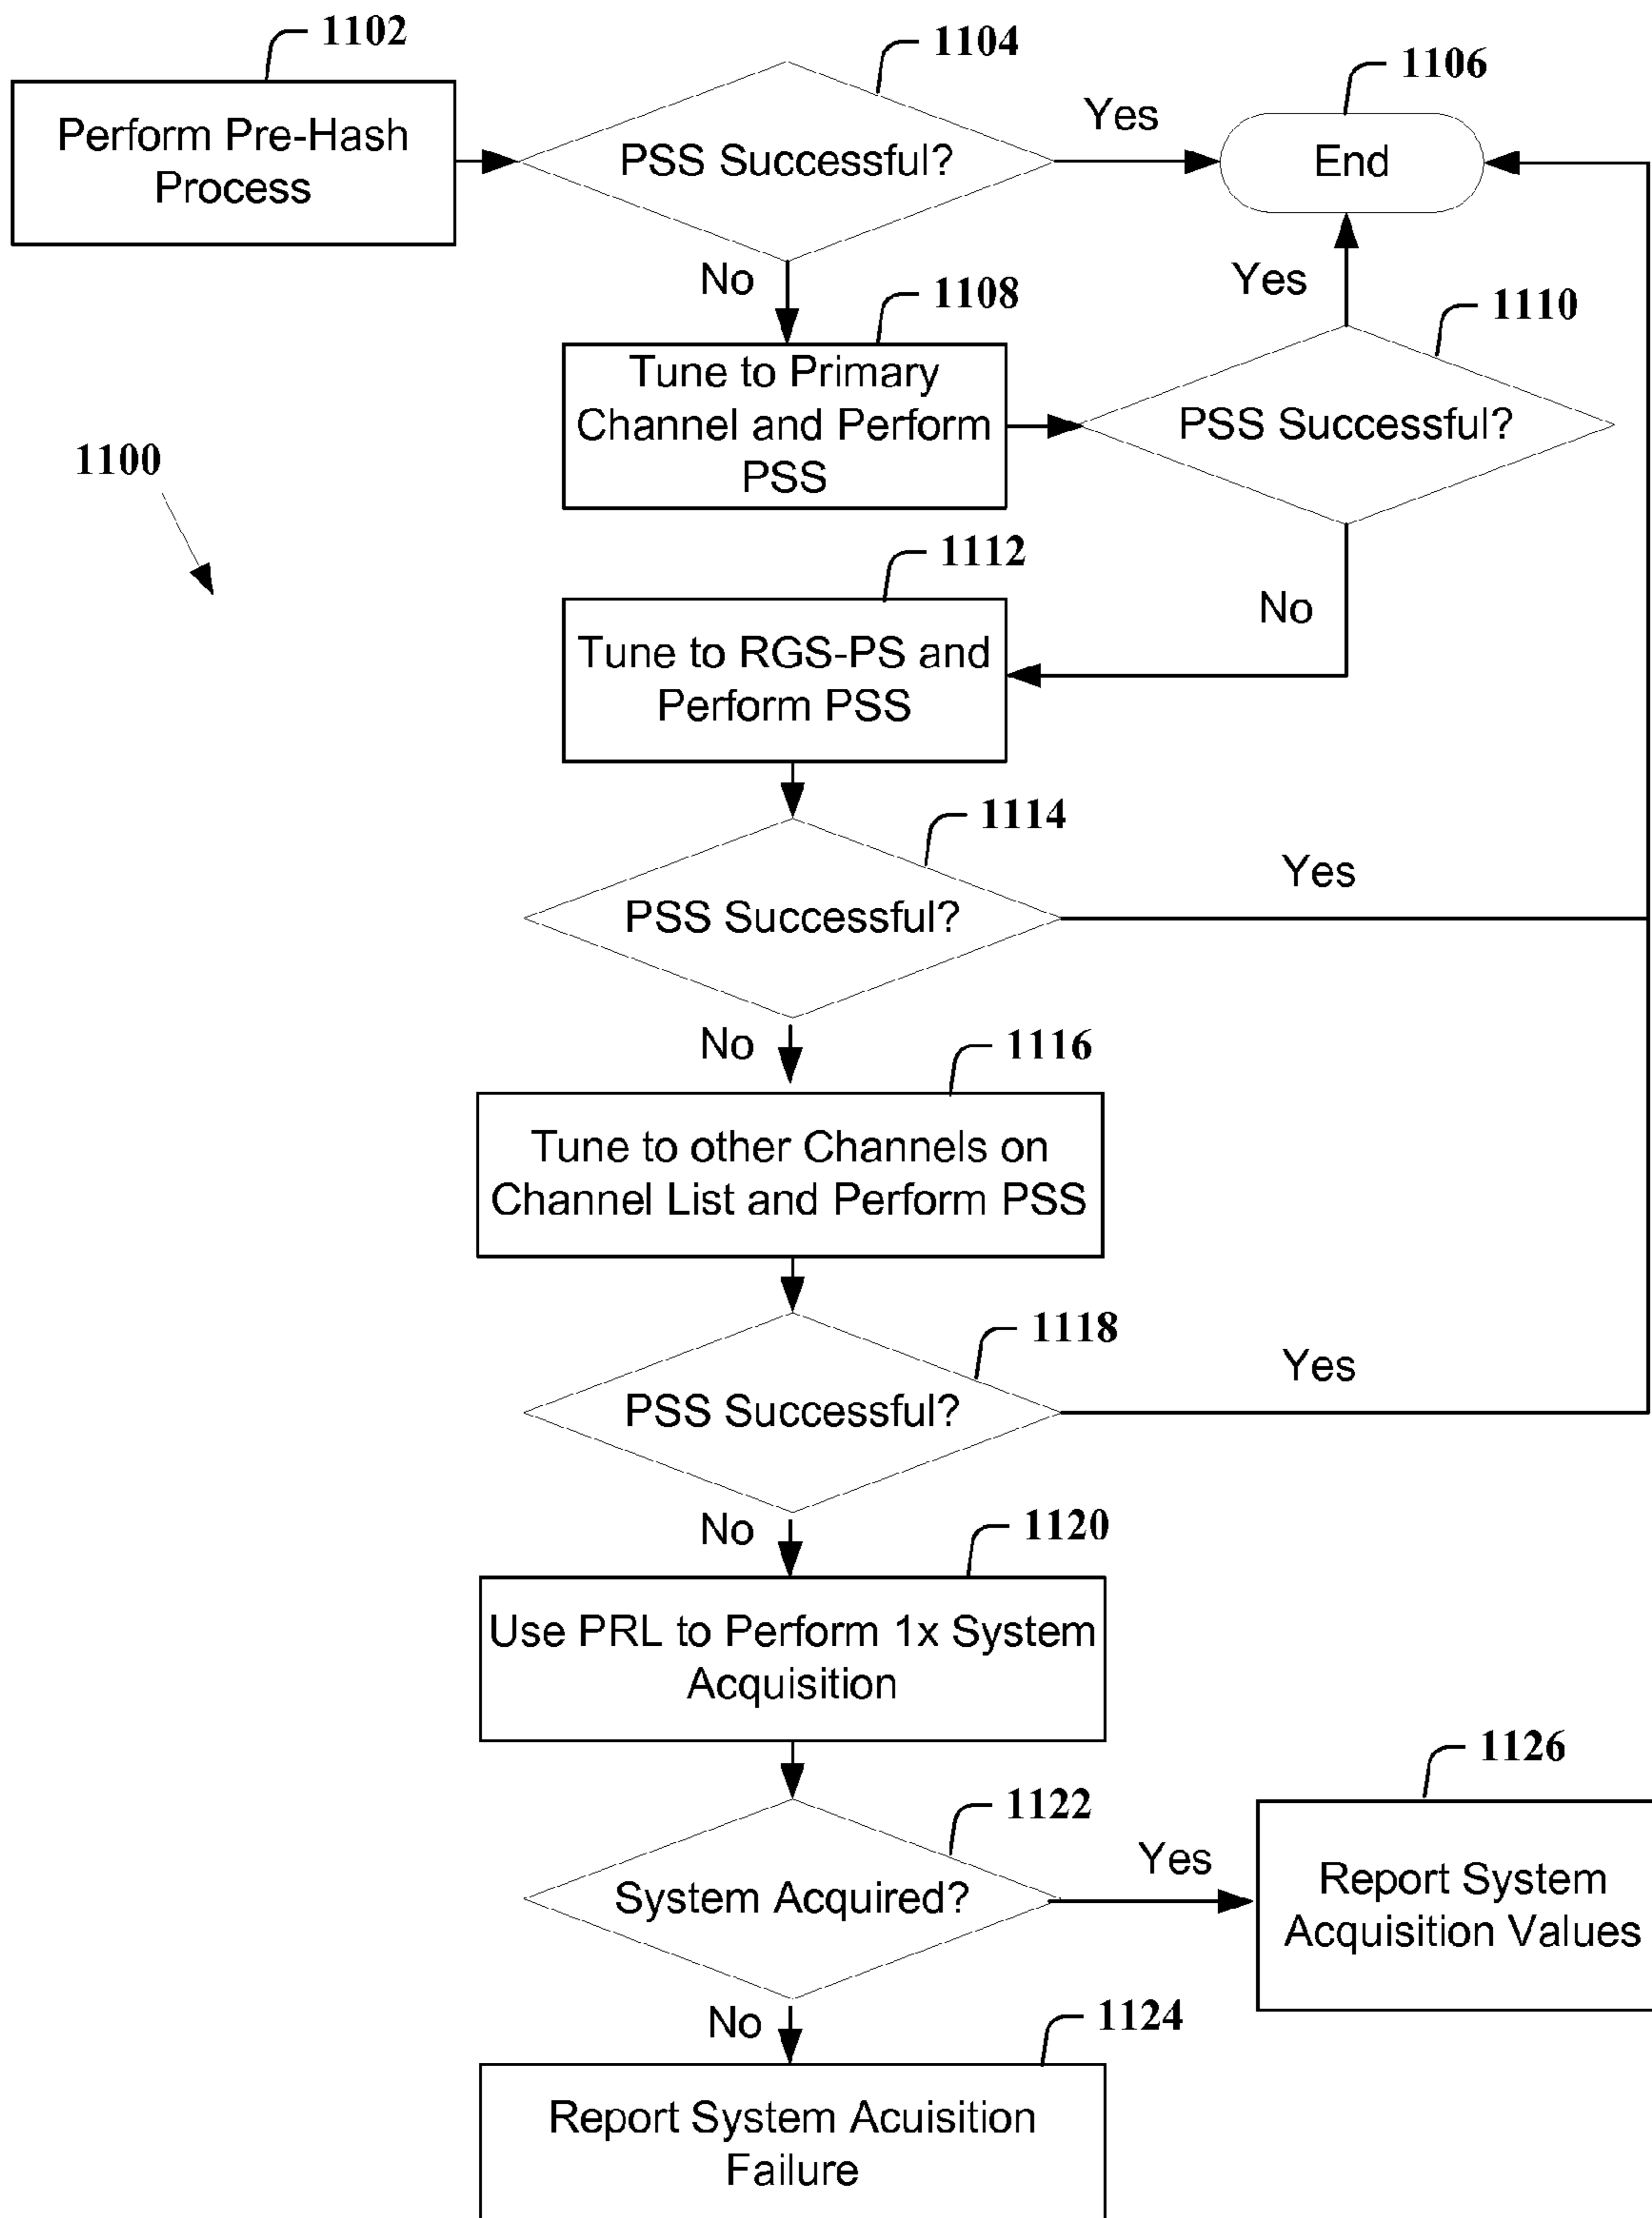 1102
1104
1106
Perform Pre-Hash
Process
PSS Successful?
Yes
End
No
1108
Yes
1110
Tune to Primary
Channel and Perform
PSS
PSS Successful?
1100
1112
No
Tune to RGS-PS and
Perform PSS
1114
PSS Successful?
Yes
No
1116
Tune to other Channels on
Channel List and Perform PSS
1118
PSS Successful?
Yes
No
1120
Use PRL to Perform 1x System
Acquisition
1122
1126
System Acquired?
Yes
Report System
Acquisition Values
No
1124
Report System Acuisition
Failure